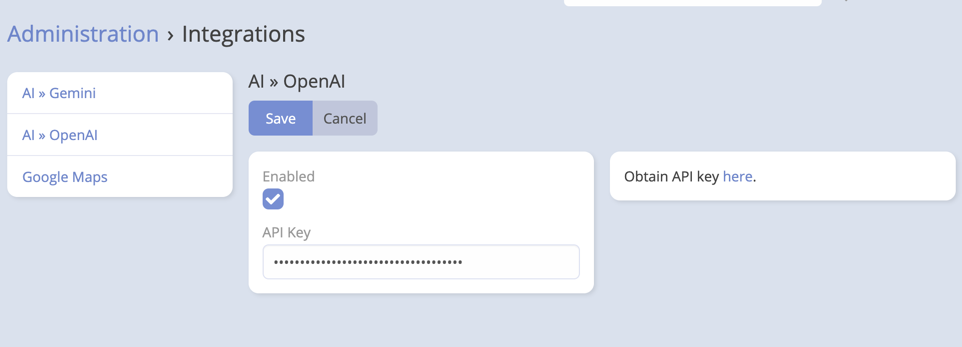 Administration › Integrations
AI » Gemini
AI » OpenAI
Google Maps
AI » OpenAI
Save Cancel
Enabled
API Key
••••••••••••••••••••••••••••••••••••
Obtain API key here.